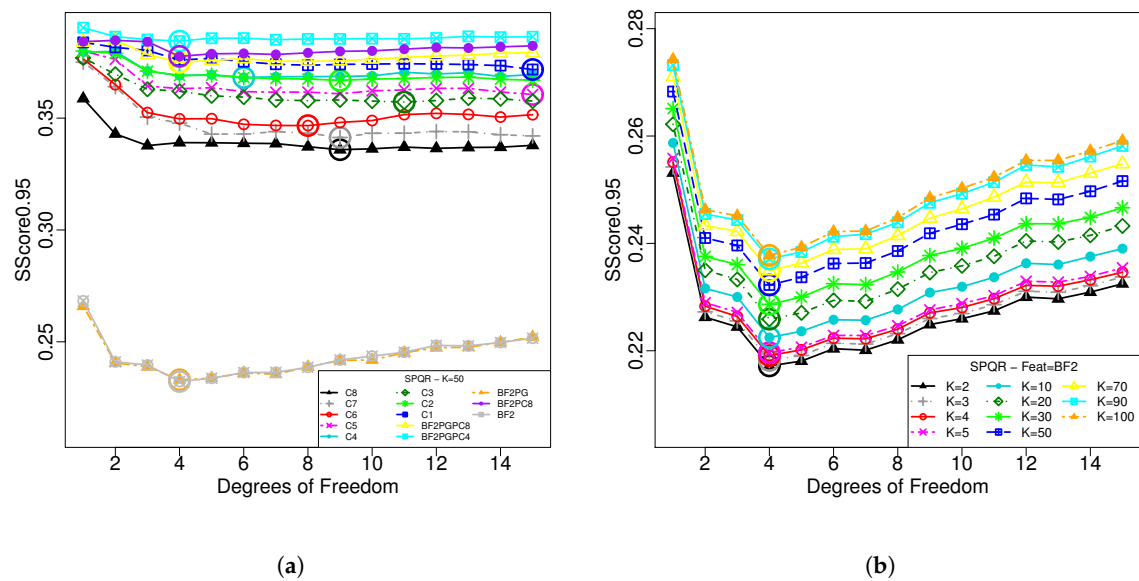 SScore0.95
0.35
0.30
0.25
2 4 6 8 10 12 14
Degrees of Freedom
SPQR − K=50
C8 C3 BF2PG
C7 C2 BF2PC8
C6 C1 BF2
C5 BF2PGPC8
C4 BF2PGPC4
(a)
SScore0.95
0.28
0.26
0.24
0.22
2 4 6 8 10 12 14
Degrees of Freedom
SPQR − Feat=BF2
K=2 K=10 K=70
K=3 K=20 K=90
K=4 K=30 K=100
K=5 K=50
(b)